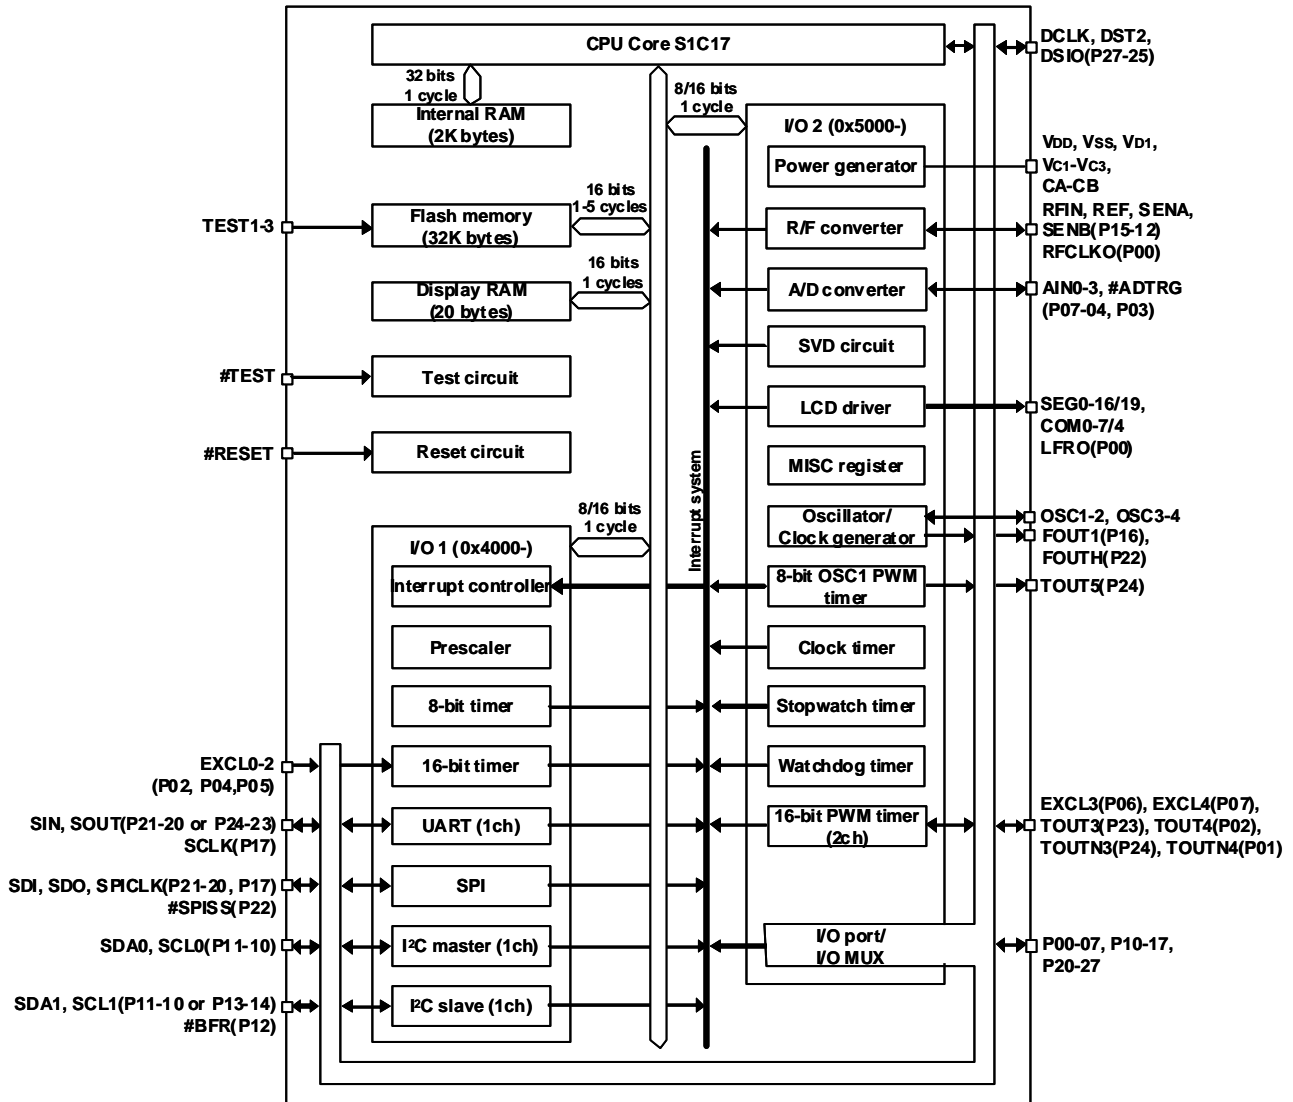 CPU Core S1C17
DCLK, DST2,
DSIO(P27-25)
32 bits
1 cycle
8/16 bits
1 cycle
Internal RAM
(2K bytes)
I/O 2 (0x5000-)
Power generator
VDD, VSS, VD1,
VC1-VC3,
CA-CB
TEST1-3
Flash memory
(32K bytes)
16 bits
1-5 cycles
R/F converter
RFIN, REF, SENA,
SENB(P15-12)
RFCLKO(P00)
Display RAM
(20 bytes)
16 bits
1 cycles
A/D converter
AIN0-3, #ADTRG
(P07-04, P03)
SVD circuit
#TEST
Test circuit
LCD driver
SEG0-16/19,
COM0-7/4
LFRO(P00)
#RESET
Reset circuit
MISC register
Interrupt system
8/16 bits
1 cycle
Oscillator/
Clock generator
OSC1-2, OSC3-4
FOUT1(P16),
FOUTH(P22)
I/O 1 (0x4000-)
Interrupt controller
8-bit OSC1 PWM
timer
TOUT5(P24)
Prescaler
Clock timer
8-bit timer
Stopwatch timer
EXCL0-2
(P02, P04,P05)
16-bit timer
Watchdog timer
SIN, SOUT(P21-20 or P24-23)
SCLK(P17)
UART (1ch)
16-bit PWM timer
(2ch)
EXCL3(P06), EXCL4(P07),
TOUT3(P23), TOUT4(P02),
TOUTN3(P24), TOUTN4(P01)
SDI, SDO, SPICLK(P21-20, P17)
#SPISS(P22)
SPI
SDA0, SCL0(P11-10)
I²C master (1ch)
I/O port/
I/O MUX
P00-07, P10-17,
P20-27
SDA1, SCL1(P11-10 or P13-14)
#BFR(P12)
I²C slave (1ch)